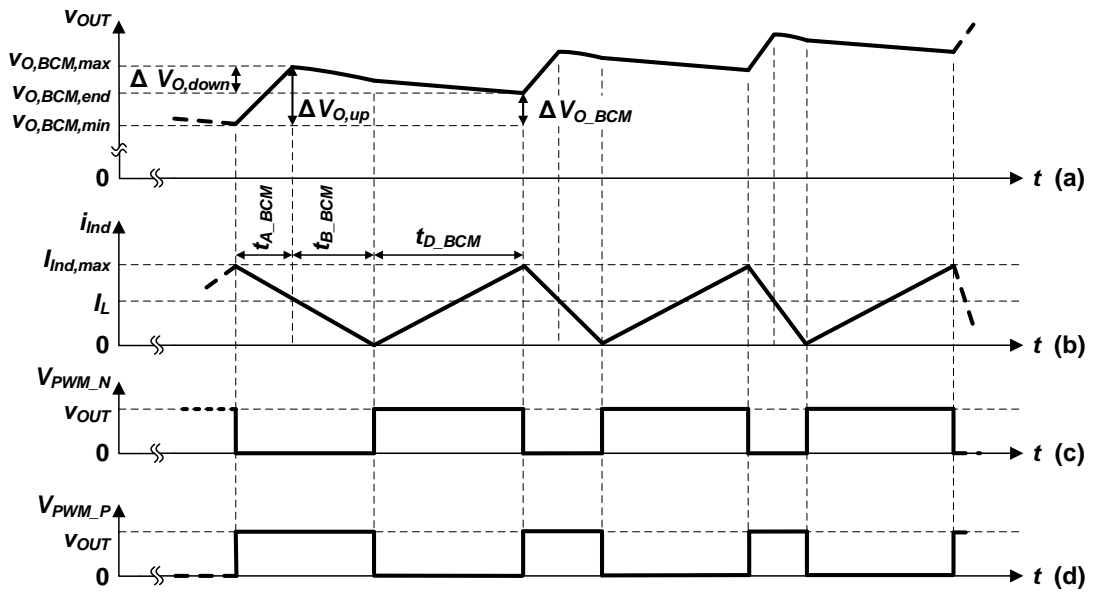 vOUT
vO,BCM,max
Δ VO,down
vO,BCM,end
ΔVO,up
ΔVO_BCM
vO,BCM,min
0
t (a)
iInd
tA_BCM
tB_BCM
tD_BCM
IInd,max
IL
0
t (b)
VPWM_N
vOUT
0
t (c)
VPWM_P
vOUT
0
t (d)